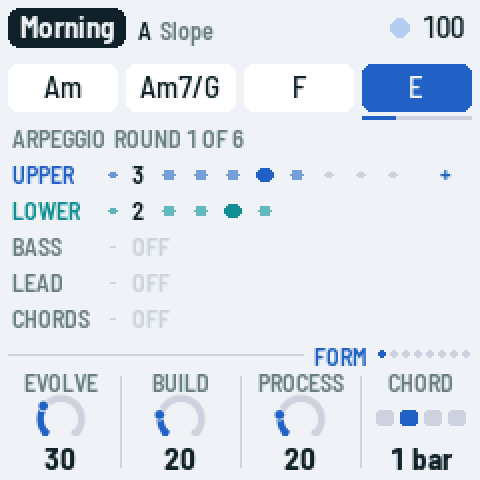 Morning A Slope 100
Am Am7/G F E
ARPEGGIO ROUND 1 OF 6
UPPER - 3 +
LOWER - 2
BASS - OFF
LEAD - OFF
CHORDS - OFF
FORM
EVOLVE BUILD PROCESS CHORD
30 20 20 1 bar